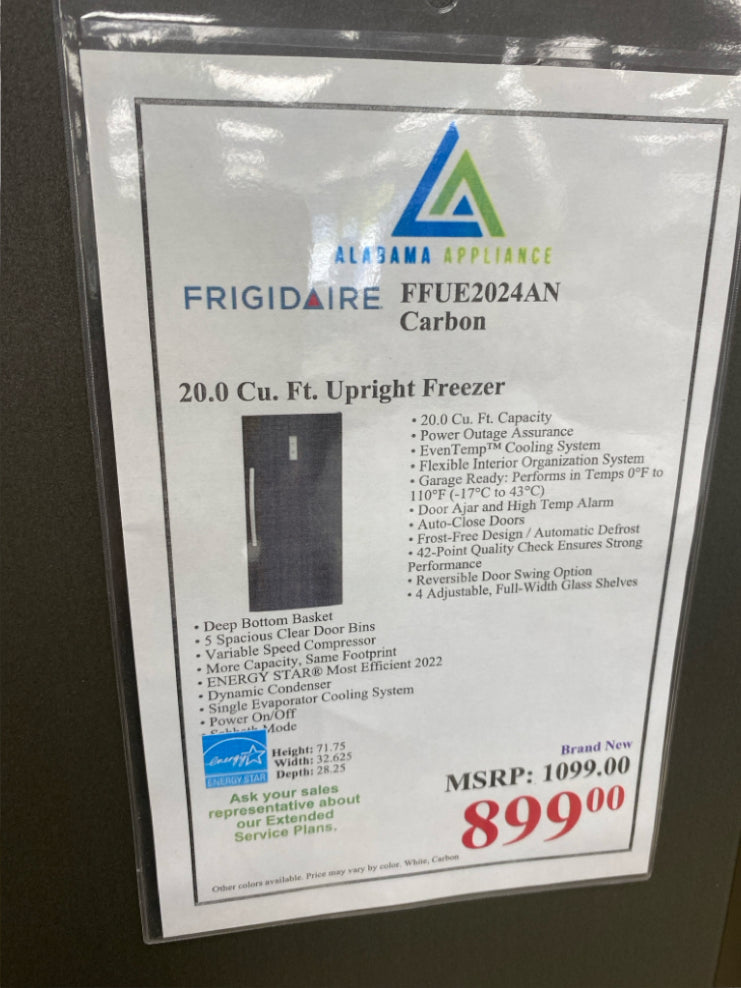 ALABAMA APPLIANCE
FRIGIDAIRE FFUE2024AN
Carbon
20.0 Cu. Ft. Upright Freezer
• 20.0 Cu. Ft. Capacity
• Power Outage Assurance
• EvenTemp™ Cooling System
• Flexible Interior Organization System
• Garage Ready: Performs in Temps 0°F to
110°F (-17°C to 43°C)
• Door Ajar and High Temp Alarm
• Auto-Close Doors
• Frost-Free Design / Automatic Defrost
• 42-Point Quality Check Ensures Strong
Performance
• Reversible Door Swing Option
• 4 Adjustable, Full-Width Glass Shelves
• Deep Bottom Basket
• 5 Spacious Clear Door Bins
• Variable Speed Compressor
• More Capacity, Same Footprint
• ENERGY STAR® Most Efficient 2022
• Dynamic Condenser
• Single Evaporator Cooling System
• Power On/Off
Mode
energy
ENERGY STAR
Height: 71.75
Width: 32.625
Depth: 28.25
Ask your sales
representative about
our Extended
Service Plans.
Brand New
MSRP: 1099.00
89900
Other colors available. Price may vary by color. White, Carbon